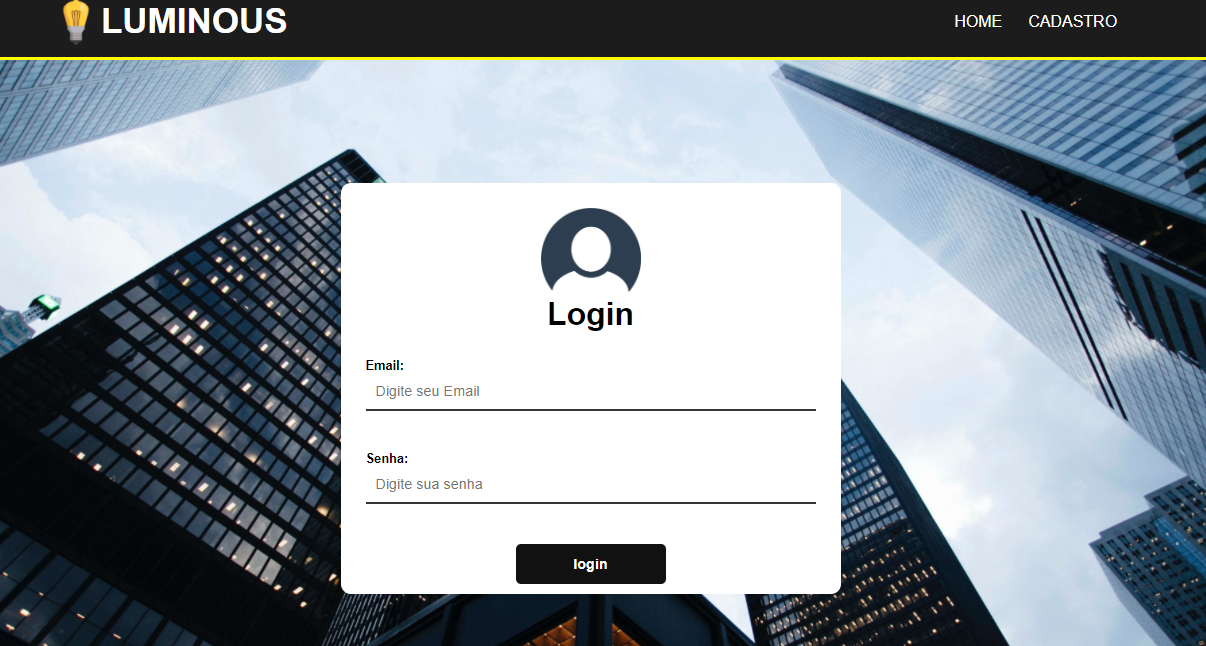 LUMINOUS
HOME CADASTRO
Login
Email:
Digite seu Email
Senha:
Digite sua senha
login